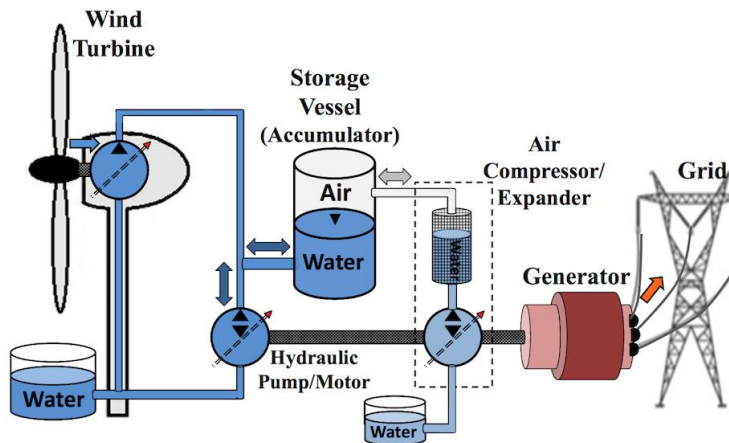 Wind
Turbine
Storage
Vessel
(Accumulator)
Air
Compressor/
Expander
Grid
Air
Water
Water
Generator
Hydraulic
Pump/Motor
Water
Water